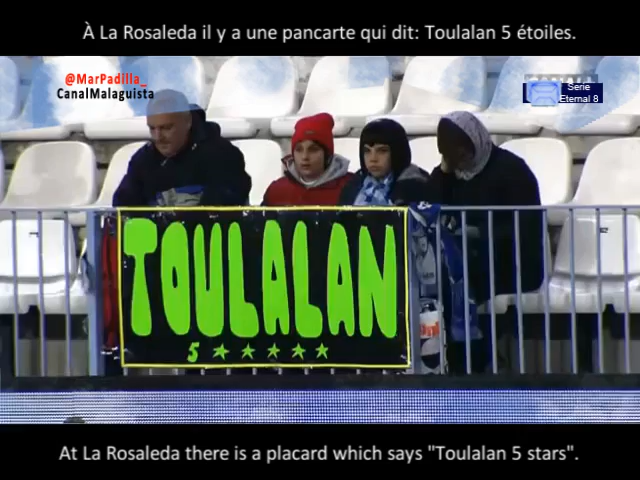 À La Rosaleda il y a une pancarte qui dit: Toulalan 5 étoiles.
@MarPadilla_
CanalMalaguista
Serie
Eternal 8
TOULALAN
5 ★ ★ ★ ★ ★
At La Rosaleda there is a placard which says "Toulalan 5 stars".